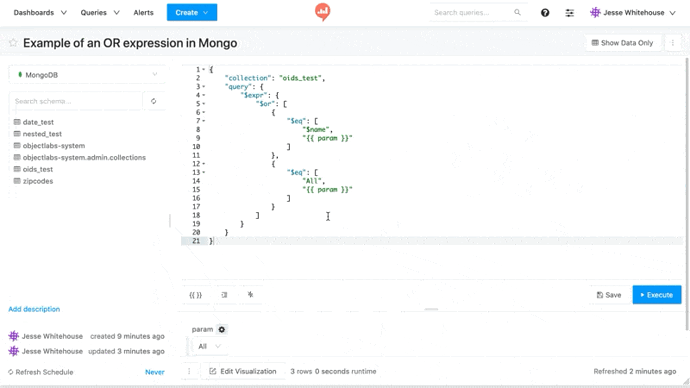 Dashboards Queries Alerts Create Search queries... Jesse Whitehouse
Example of an OR expression in Mongo Show Data Only
MongoDB
Search schema...
date_test
nested_test
objectlabs-system
objectlabs-system.admin.collections
oids_test
zipcodes
1 {
2 "collection": "oids_test",
3 "query": {
4 "$expr": {
5 "$or": [
6 {
7 "$eq": [
8 "$name",
9 "{{ param }}"
10 ]
11 },
12 {
13 "$eq": [
14 "All",
15 "{{ param }}"
16 ]
17 }
18 ]
19 }
20 }
21 }
Add description
Jesse Whitehouse created 9 minutes ago
Jesse Whitehouse updated 3 minutes ago
Refresh Schedule Never
{{ }} Save Execute
param
All
Edit Visualization 3 rows 0 seconds runtime Refreshed 2 minutes ago